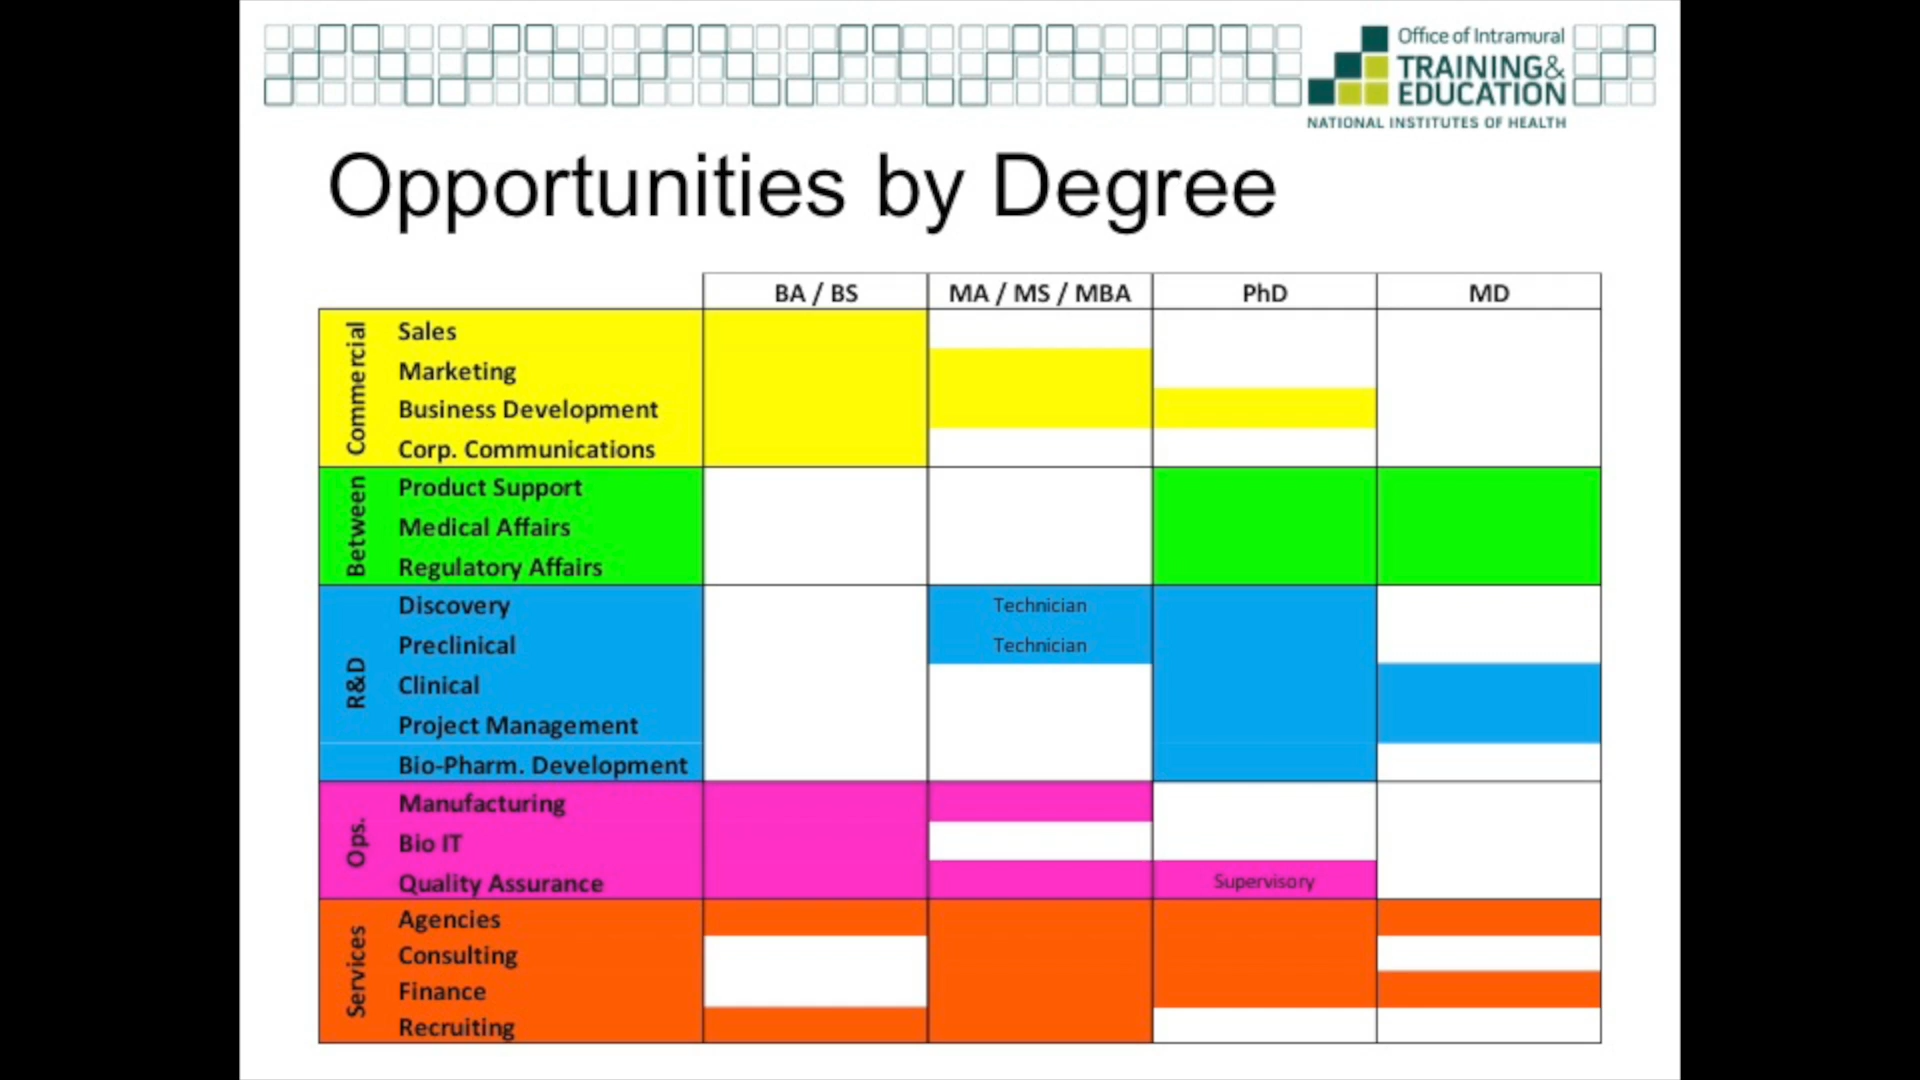 Office of Intramural
TRAINING&
EDUCATION
NATIONAL INSTITUTES OF HEALTH
Opportunities by Degree
BA / BS MA / MS / MBA PhD MD
Commercial
Sales
Marketing
Business Development
Corp. Communications
Between
Product Support
Medical Affairs
Regulatory Affairs
R&D
Discovery Technician
Preclinical Technician
Clinical
Project Management
Bio-Pharm. Development
Ops.
Manufacturing
Bio IT
Quality Assurance Supervisory
Services
Agencies
Consulting
Finance
Recruiting